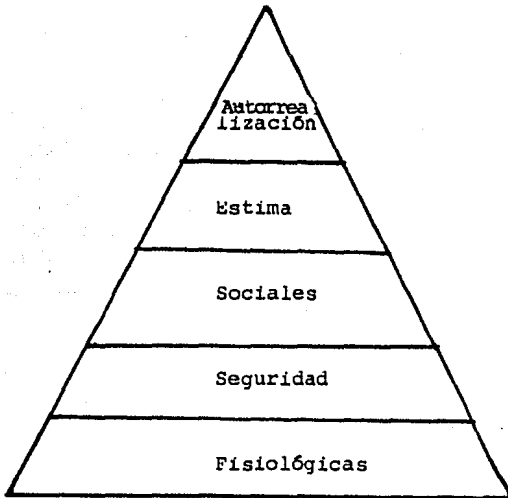 Autorrea
lización
Estima
Sociales
Seguridad
Fisiológicas